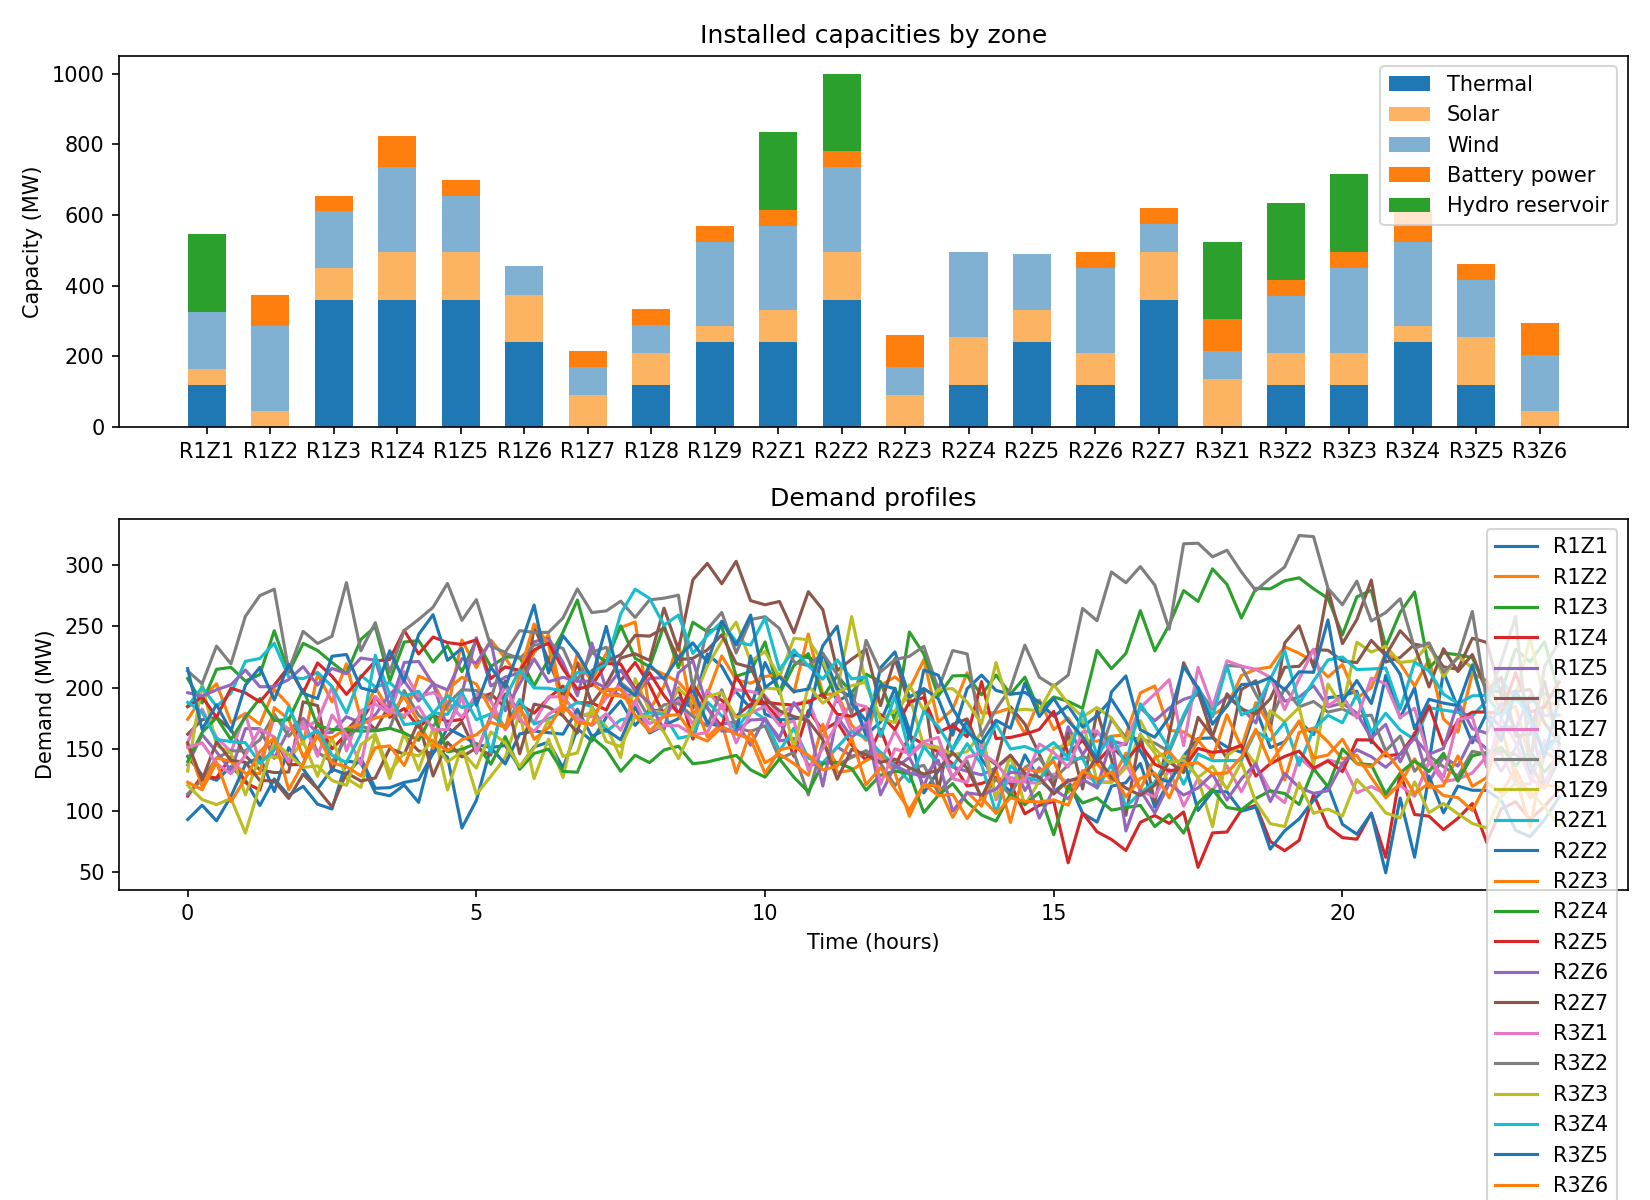 Installed capacities by zone
Capacity (MW)
1000
800
600
400
200
0
Thermal
Solar
Wind
Battery power
Hydro reservoir
R1Z1 R1Z2 R1Z3 R1Z4 R1Z5 R1Z6 R1Z7 R1Z8 R1Z9 R2Z1 R2Z2 R2Z3 R2Z4 R2Z5 R2Z6 R2Z7 R3Z1 R3Z2 R3Z3 R3Z4 R3Z5 R3Z6
Demand profiles
Demand (MW)
300
250
200
150
100
50
0 5 10 15 20
Time (hours)
R1Z1
R1Z2
R1Z3
R1Z4
R1Z5
R1Z6
R1Z7
R1Z8
R1Z9
R2Z1
R2Z2
R2Z3
R2Z4
R2Z5
R2Z6
R2Z7
R3Z1
R3Z2
R3Z3
R3Z4
R3Z5
R3Z6